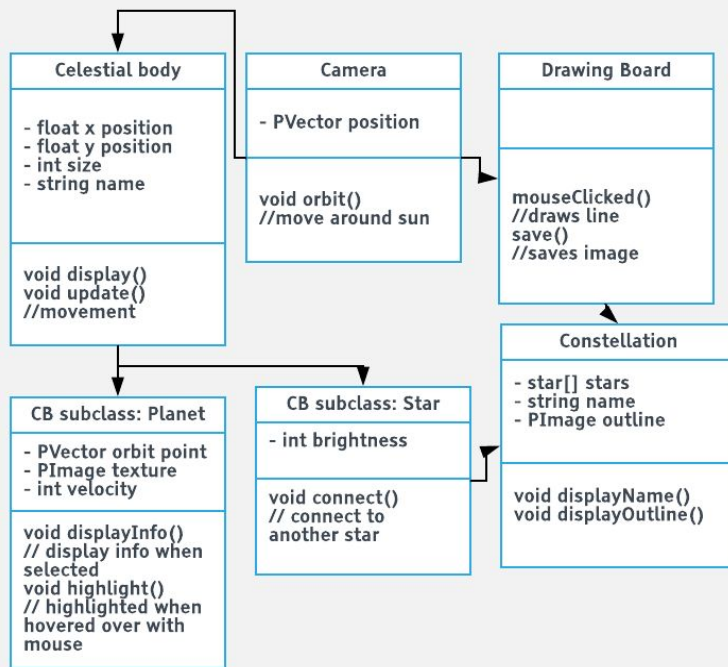 Celestial body
- float x position
- float y position
- int size
- string name
void display()
void update()
//movement
Camera
- PVector position
void orbit()
//move around sun
Drawing Board
mouseClicked()
//draws line
save()
//saves image
CB subclass: Planet
- PVector orbit point
- PImage texture
- int velocity
void displayInfo()
// display info when
selected
void highlight()
// highlighted when
hovered over with
mouse
CB subclass: Star
- int brightness
void connect()
// connect to
another star
Constellation
- star[] stars
- string name
- PImage outline
void displayName()
void displayOutline()